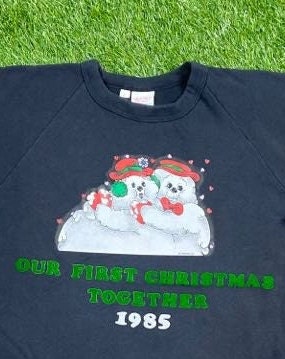 OUR FIRST CHRISTMAS
TOGETHER
1985